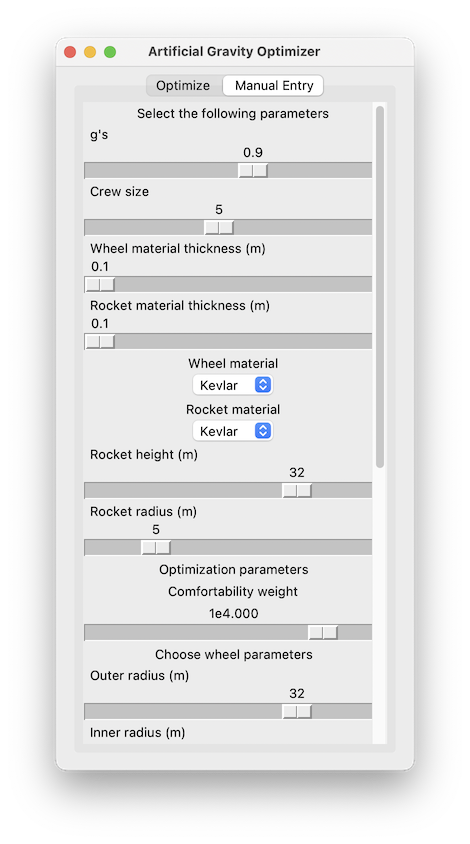 Artificial Gravity Optimizer
Optimize Manual Entry
Select the following parameters
g's
0.9
Crew size
5
Wheel material thickness (m)
0.1
Rocket material thickness (m)
0.1
Wheel material
Kevlar
Rocket material
Kevlar
Rocket height (m)
32
Rocket radius (m)
5
Optimization parameters
Comfortability weight
1e4.000
Choose wheel parameters
Outer radius (m)
32
Inner radius (m)